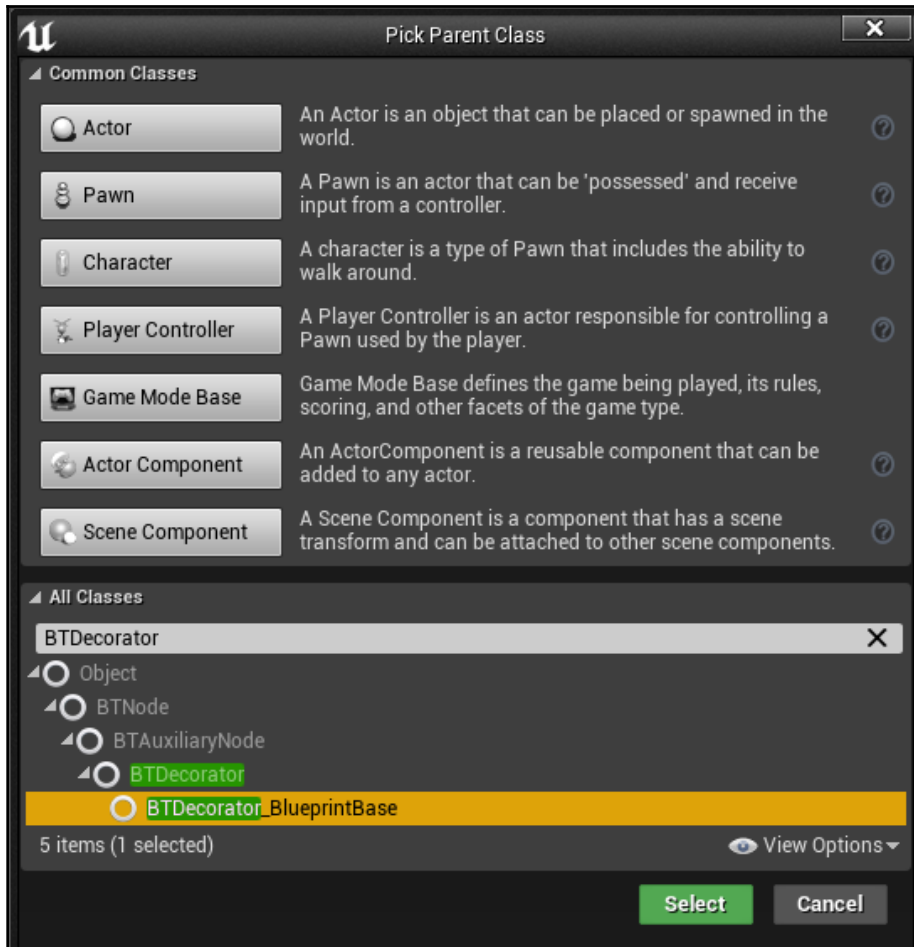 Pick Parent Class
Common Classes
Actor
An Actor is an object that can be placed or spawned in the
world.
Pawn
A Pawn is an actor that can be 'possessed' and receive
input from a controller.
Character
A character is a type of Pawn that includes the ability to
walk around.
Player Controller
A Player Controller is an actor responsible for controlling a
Pawn used by the player.
Game Mode Base
Game Mode Base defines the game being played, its rules,
scoring, and other facets of the game type.
Actor Component
An ActorComponent is a reusable component that can be
added to any actor.
Scene Component
A Scene Component is a component that has a scene
transform and can be attached to other scene components.
All Classes
BTDecorator
Object
BTNode
BTAuxiliaryNode
BTDecorator
BTDecorator_BlueprintBase
5 items (1 selected)
View Options
Select
Cancel